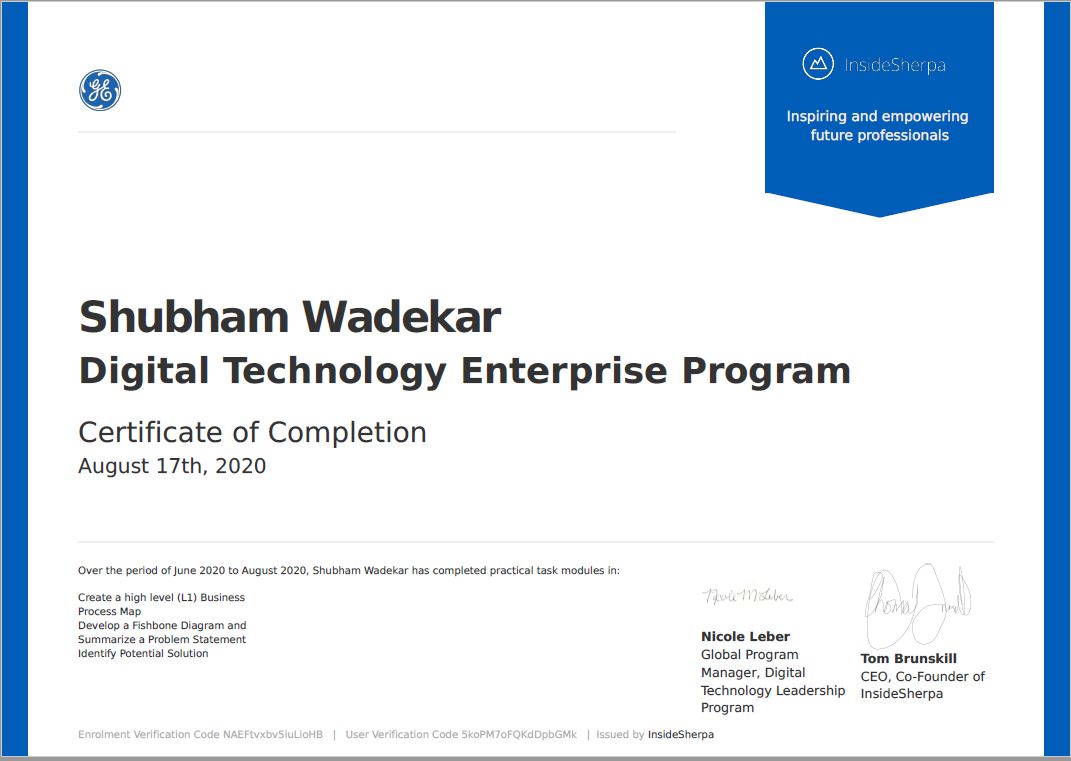 GE
InsideSherpa
Inspiring and empowering
future professionals
Shubham Wadekar
Digital Technology Enterprise Program
Certificate of Completion
August 17th, 2020
Over the period of June 2020 to August 2020, Shubham Wadekar has completed practical task modules in:
Create a high level (L1) Business
Process Map
Develop a Fishbone Diagram and
Summarize a Problem Statement
Identify Potential Solution
Nicole M Leber
Nicole Leber
Global Program
Manager, Digital
Technology Leadership
Program
Tom Brunskill
CEO, Co-Founder of
InsideSherpa
Enrolment Verification Code NAEFtvxbv5iuLioHB | User Verification Code 5koPM7oFQKdDpbGMk | Issued by InsideSherpa